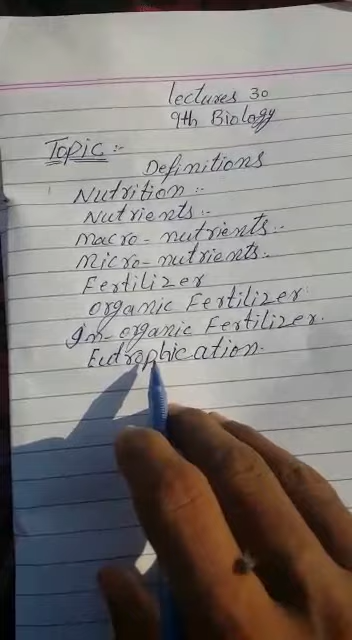 lectures 30
9th Biology
Topic :-
Definitions
Nutrition :-
Nutrients :-
Macro-nutrients :-
Micro-nutrients :-
Fertilizer
organic Fertilizer
In-organic Fertilizer.
Eutrophication.